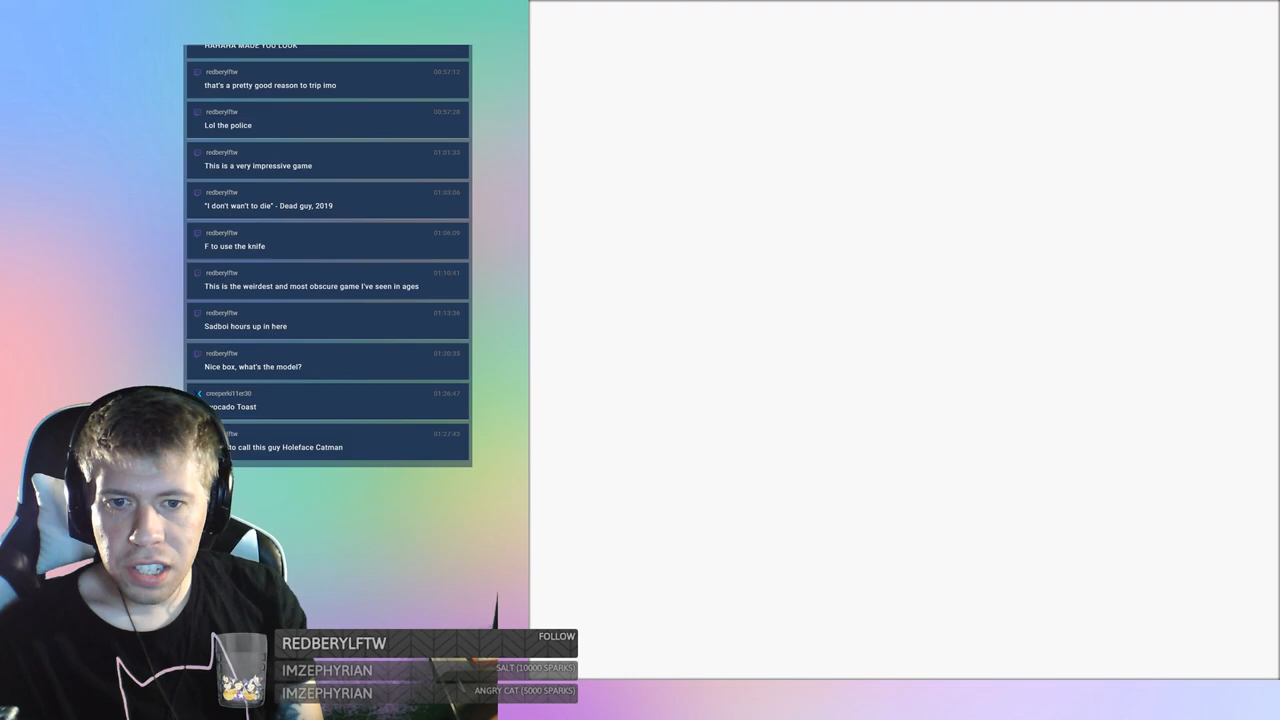 HAHAHA MADE YOU LOOK
redberylftw 00:57:12
that's a pretty good reason to trip imo
redberylftw 00:57:28
Lol the police
redberylftw 01:01:33
This is a very impressive game
redberylftw 01:03:06
"I don't wan't to die" - Dead guy, 2019
redberylftw 01:06:09
F to use the knife
redberylftw 01:10:41
This is the weirdest and most obscure game I've seen in ages
redberylftw 01:13:36
Sadboi hours up in here
redberylftw 01:20:35
Nice box, what's the model?
creeperki11er30 01:26:47
Toast
01:27:45
to call this guy Holeface Catman
REDBERYLFTW FOLLOW
IMZEPHYRIAN SALT (10000 SPARKS)
IMZEPHYRIAN ANGRY CAT (5000 SPARKS)